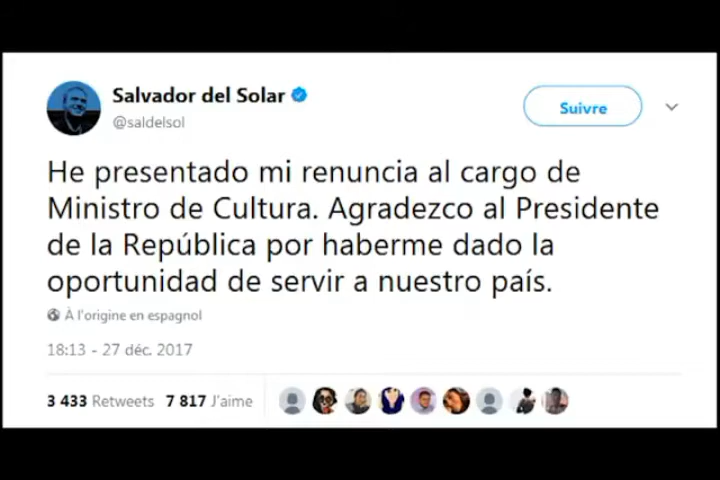 Salvador del Solar
@saldelsol
Suivre
He presentado mi renuncia al cargo de
Ministro de Cultura. Agradezco al Presidente
de la República por haberme dado la
oportunidad de servir a nuestro país.
À l'origine en espagnol
18:13 - 27 déc. 2017
3 433 Retweets 7 817 J'aime